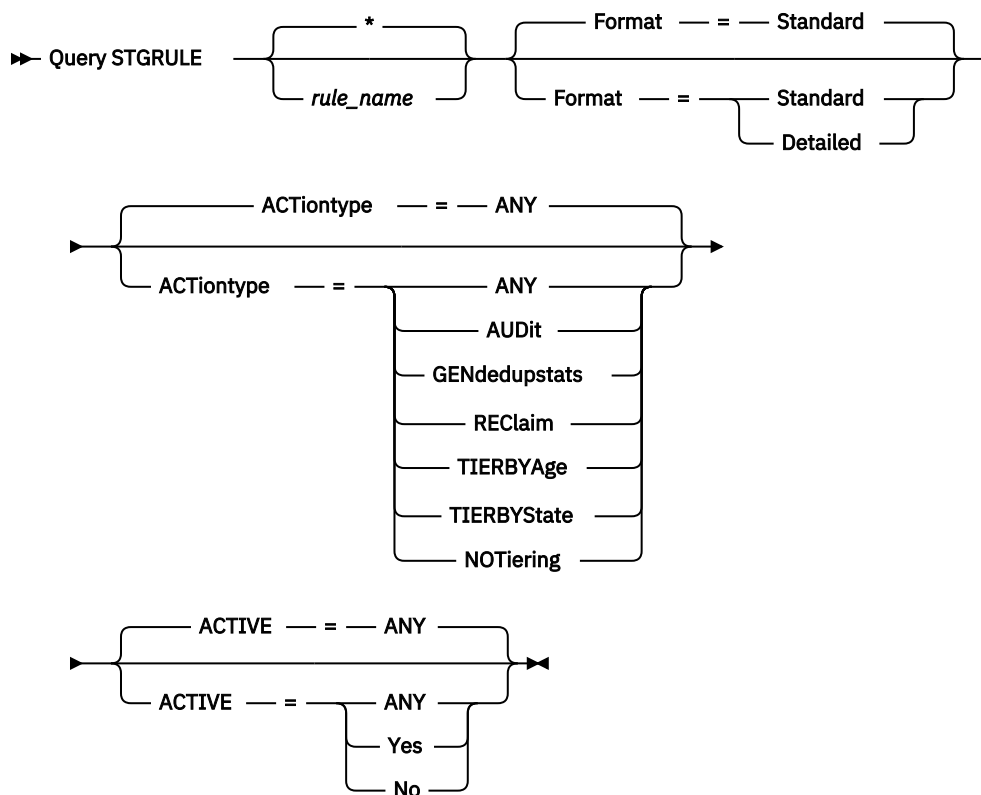 * Format = Standard
Query STGRULE
rule_name Format = Standard
Detailed
ACTiontype = ANY
ACTiontype = ANY
AUDit
GENdedupstats
REClaim
TIERBYAge
TIERBYState
NOTiering
ACTIVE = ANY
ACTIVE = ANY
Yes
No